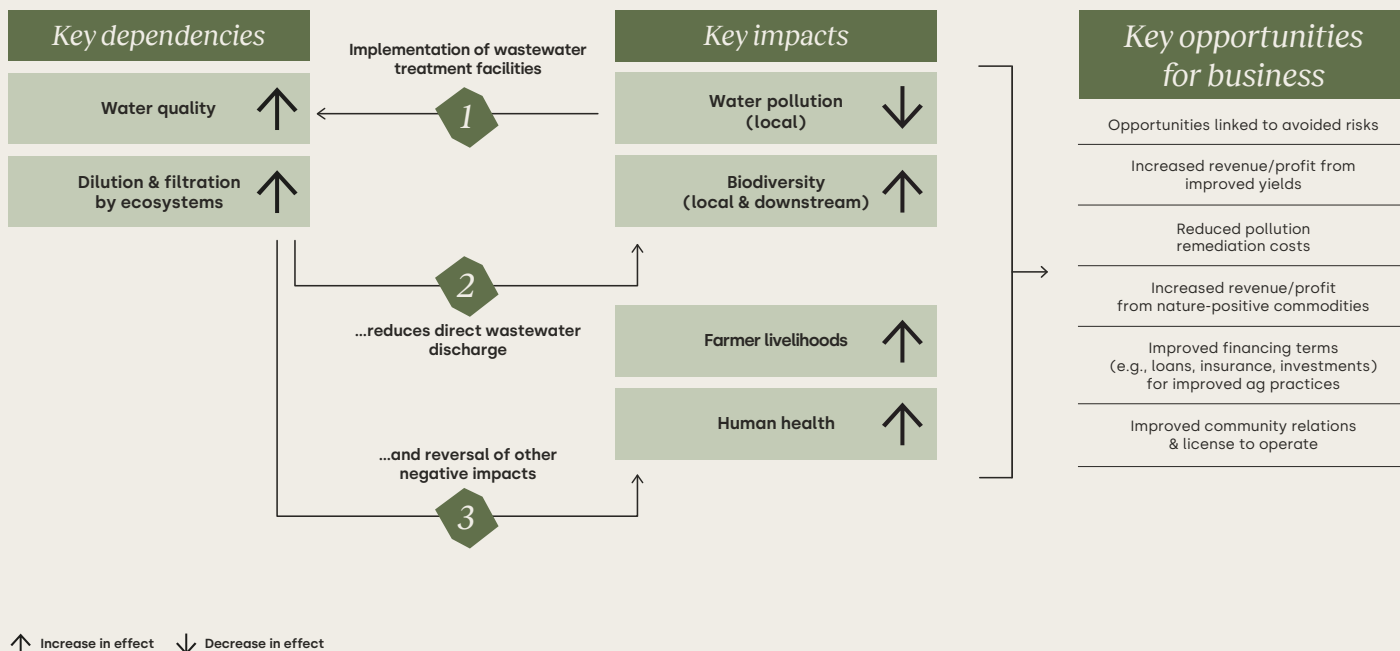 Key dependencies
Water quality
Dilution & filtration
by ecosystems
Implementation of wastewater
treatment facilities
1
2
...reduces direct wastewater
discharge
...and reversal of other
negative impacts
3
Key impacts
Water pollution
(local)
Biodiversity
(local & downstream)
Farmer livelihoods
Human health
Key opportunities
for business
Opportunities linked to avoided risks
Increased revenue/profit from
improved yields
Reduced pollution
remediation costs
Increased revenue/profit
from nature-positive commodities
Improved financing terms
(e.g., loans, insurance, investments)
for improved ag practices
Improved community relations
& license to operate
Increase in effect
Decrease in effect